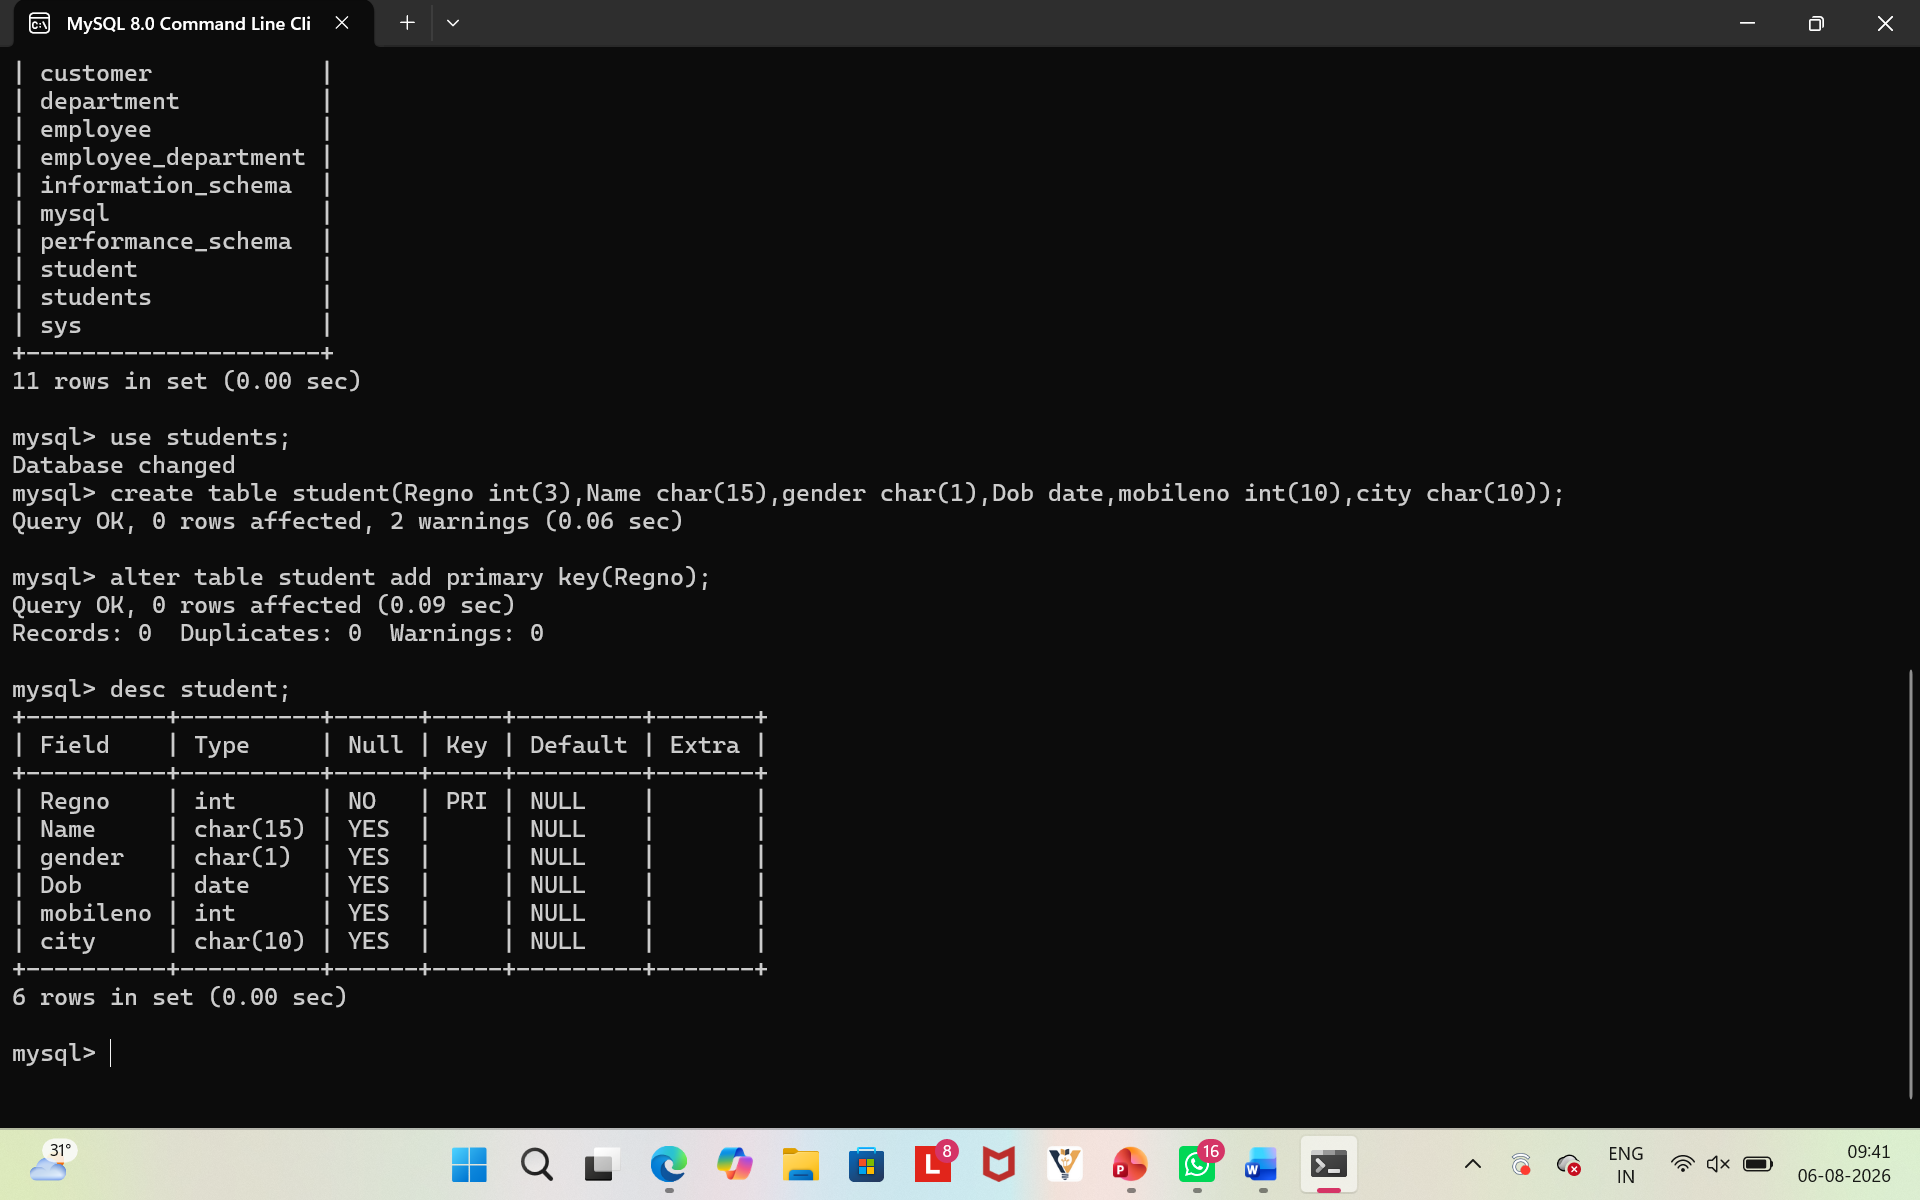 MySQL 8.0 Command Line Cli
| customer            |
| department          |
| employee            |
| employee_department |
| information_schema  |
| mysql               |
| performance_schema  |
| student             |
| students            |
| sys                 |
+---------------------+
11 rows in set (0.00 sec)
mysql> use students;
Database changed
mysql> create table student(Regno int(3),Name char(15),gender char(1),Dob date,mobileno int(10),city char(10));
Query OK, 0 rows affected, 2 warnings (0.06 sec)
mysql> alter table student add primary key(Regno);
Query OK, 0 rows affected (0.09 sec)
Records: 0  Duplicates: 0  Warnings: 0
mysql> desc student;
+----------+----------+------+-----+---------+-------+
| Field    | Type     | Null | Key | Default | Extra |
+----------+----------+------+-----+---------+-------+
| Regno    | int      | NO   | PRI | NULL    |       |
| Name     | char(15) | YES  |     | NULL    |       |
| gender   | char(1)  | YES  |     | NULL    |       |
| Dob      | date     | YES  |     | NULL    |       |
| mobileno | int      | YES  |     | NULL    |       |
| city     | char(10) | YES  |     | NULL    |       |
+----------+----------+------+-----+---------+-------+
6 rows in set (0.00 sec)
mysql>
31°
L 8
P
16
W
ENG
IN
09:41
06-08-2026